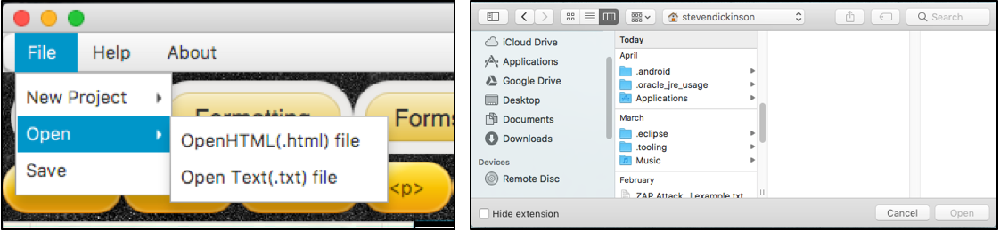 File Help About
New Project
Open
Save
Formatting
Forms
OpenHTML(.html) file
Open Text(.txt) file
<p>
stevendickinson
Search
iCloud Drive
Applications
Google Drive
Desktop
Documents
Downloads
Devices
Remote Disc
Today
April
.android
.oracle_jre_usage
Applications
March
.eclipse
.tooling
Music
February
ZAP Attack...l example.txt
Hide extension
Cancel
Open